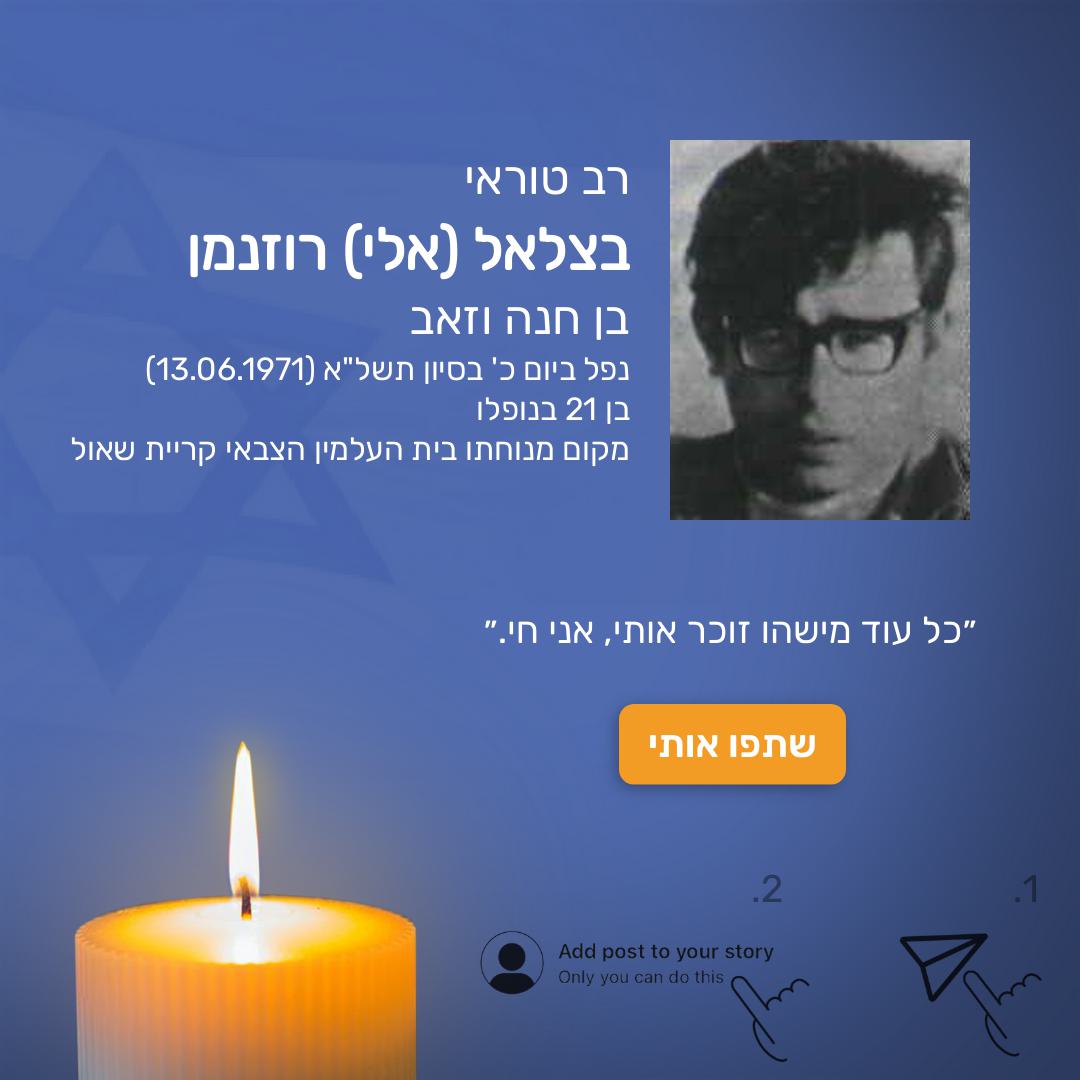 רב טוראי
בצלאל (אלי) רוזנמן
בן חנה וזאב
נפל ביום כ' בסיון תשל"א (13.06.1971)
בן 21 בנופלו
מקום מנוחתו בית העלמין הצבאי קריית שאול
״כל עוד מישהו זוכר אותי, אני חי.״
שתפו אותי
.1
.2
Add post to your story
Only you can do this